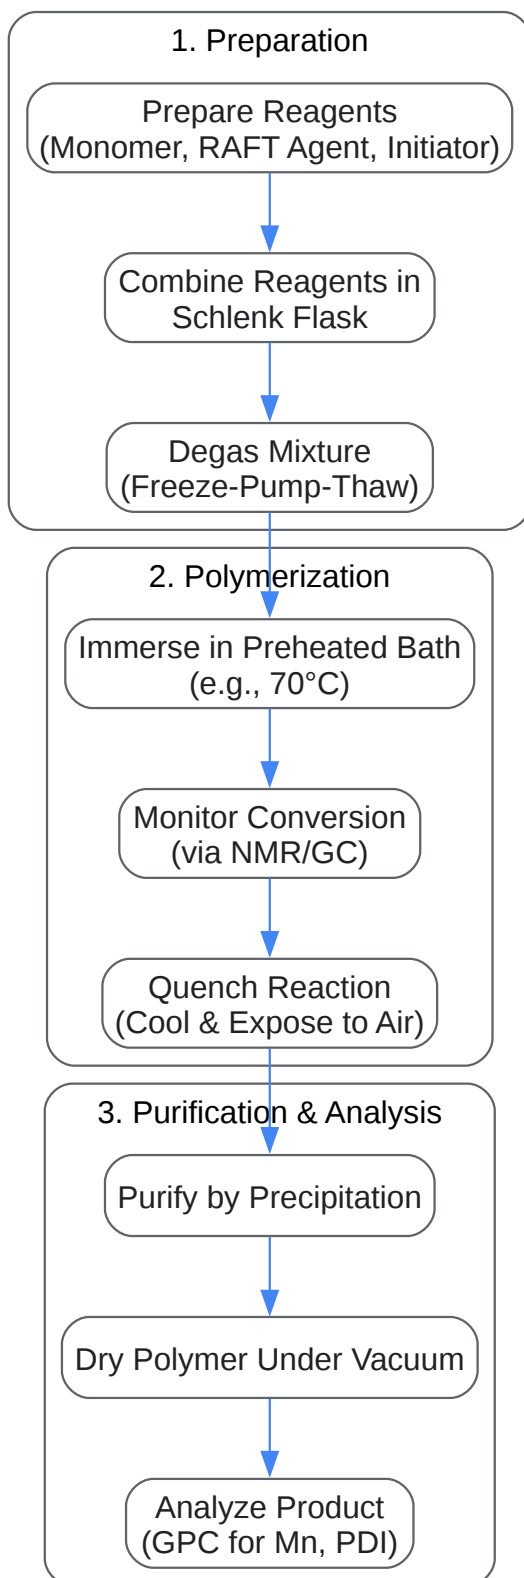 1. Preparation
Prepare Reagents
(Monomer, RAFT Agent, Initiator)
Combine Reagents in
Schlenk Flask
Degas Mixture
(Freeze-Pump-Thaw)
2. Polymerization
Immerse in Preheated Bath
(e.g., 70°C)
Monitor Conversion
(via NMR/GC)
Quench Reaction
(Cool & Expose to Air)
3. Purification & Analysis
Purify by Precipitation
Dry Polymer Under Vacuum
Analyze Product
(GPC for Mn, PDI)